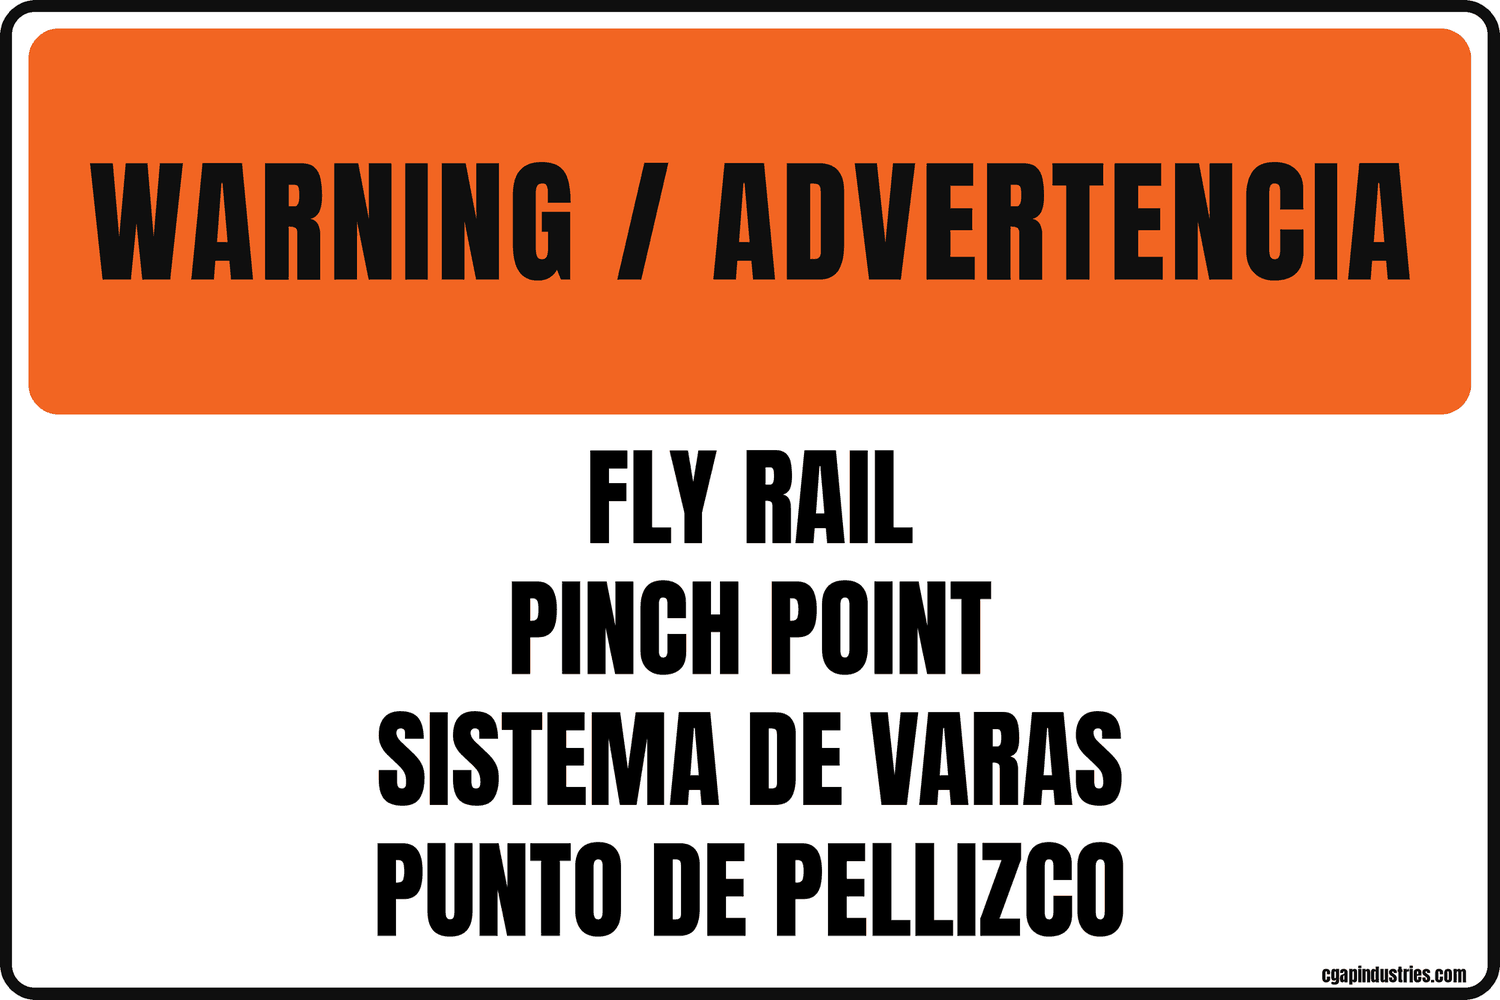 WARNING / ADVERTENCIA
FLY RAIL
PINCH POINT
SISTEMA DE VARAS
PUNTO DE PELLIZCO
cgapindustries.com